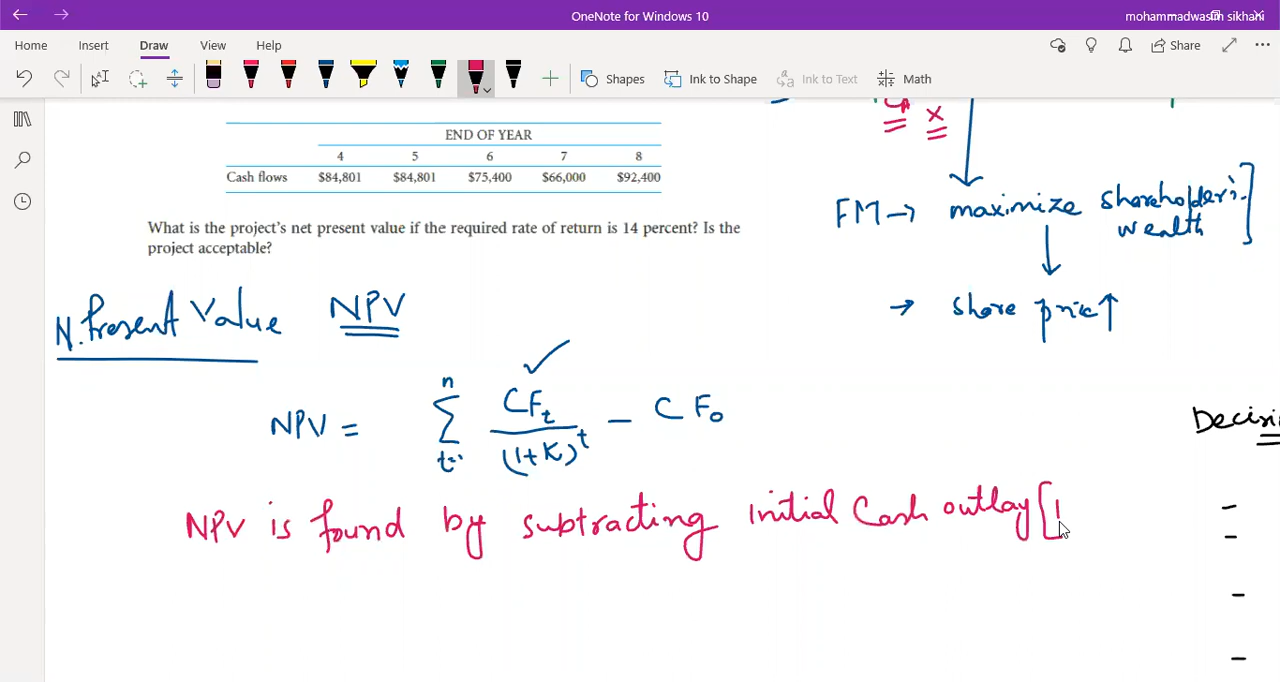 OneNote for Windows 10
mohammadwasim sikhani
Home Insert Draw View Help
Share
Shapes Ink to Shape Ink to Text Math
END OF YEAR
4 5 6 7 8
Cash flows $84,801 $84,801 $75,400 $66,000 $92,400
What is the project's net present value if the required rate of return is 14 percent? Is the
project acceptable?
x
FM → maximize shareholder's
wealth
→ share price ↑
N. Present Value NPV
NPV = n ∑ t=1 CFt / (1+K)^t − CF0
NPV is found by subtracting initial Cash outlay [I